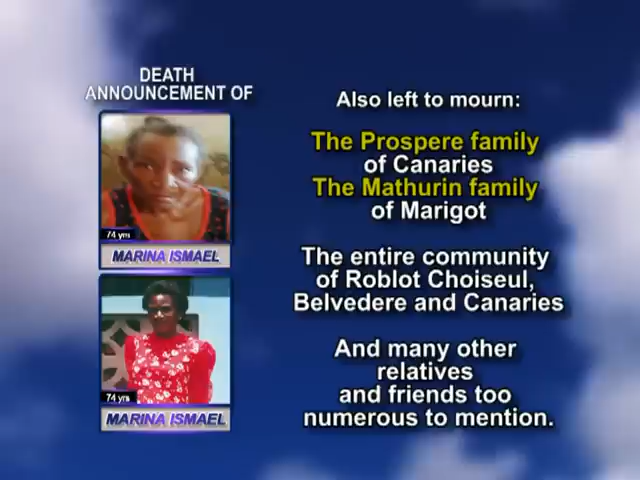 DEATH
ANNOUNCEMENT OF
74 yrs
MARINA ISMAEL
74 yrs
MARINA ISMAEL
Also left to mourn:
The Prospere family
of Canaries
The Mathurin family
of Marigot
The entire community
of Roblot Choiseul,
Belvedere and Canaries
And many other
relatives
and friends too
numerous to mention.